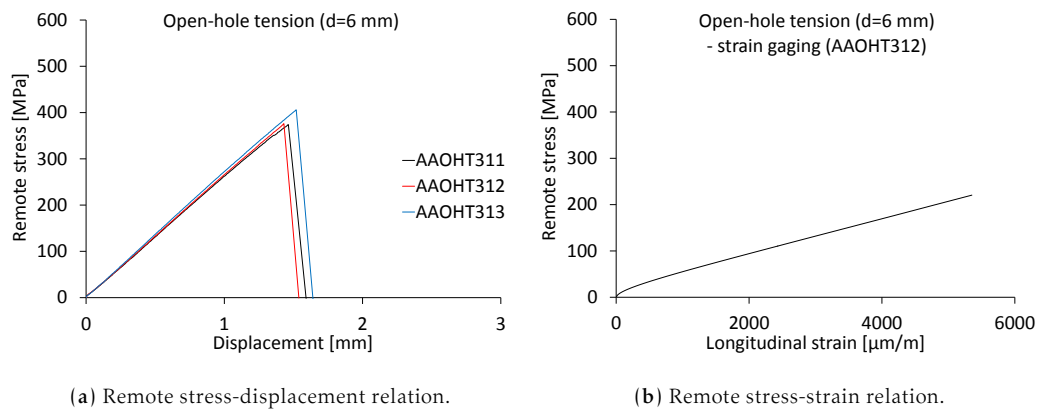 Open-hole tension (d=6 mm)
600
500
400
300
200
100
0
Remote stress [MPa]
AAOHT311
AAOHT312
AAOHT313
0 1 2 3
Displacement [mm]
(a) Remote stress-displacement relation.
Open-hole tension (d=6 mm)
- strain gaging (AAOHT312)
600
500
400
300
200
100
0
Remote stress [MPa]
0 2000 4000 6000
Longitudinal strain [µm/m]
(b) Remote stress-strain relation.